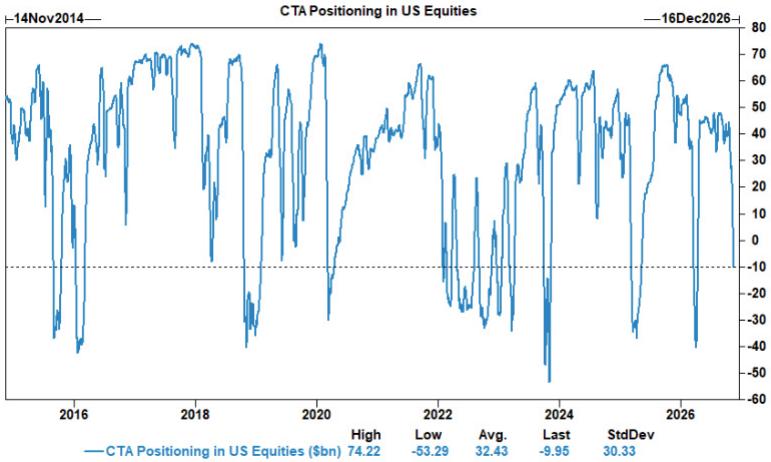 CTA Positioning in US Equities
14Nov2014
16Dec2026
80
70
60
50
40
30
20
10
0
-10
-20
-30
-40
-50
-60
2016 2018 2020 2022 2024 2026
High Low Avg. Last StdDev
CTA Positioning in US Equities ($bn) 74.22 -53.29 32.43 -9.95 30.33